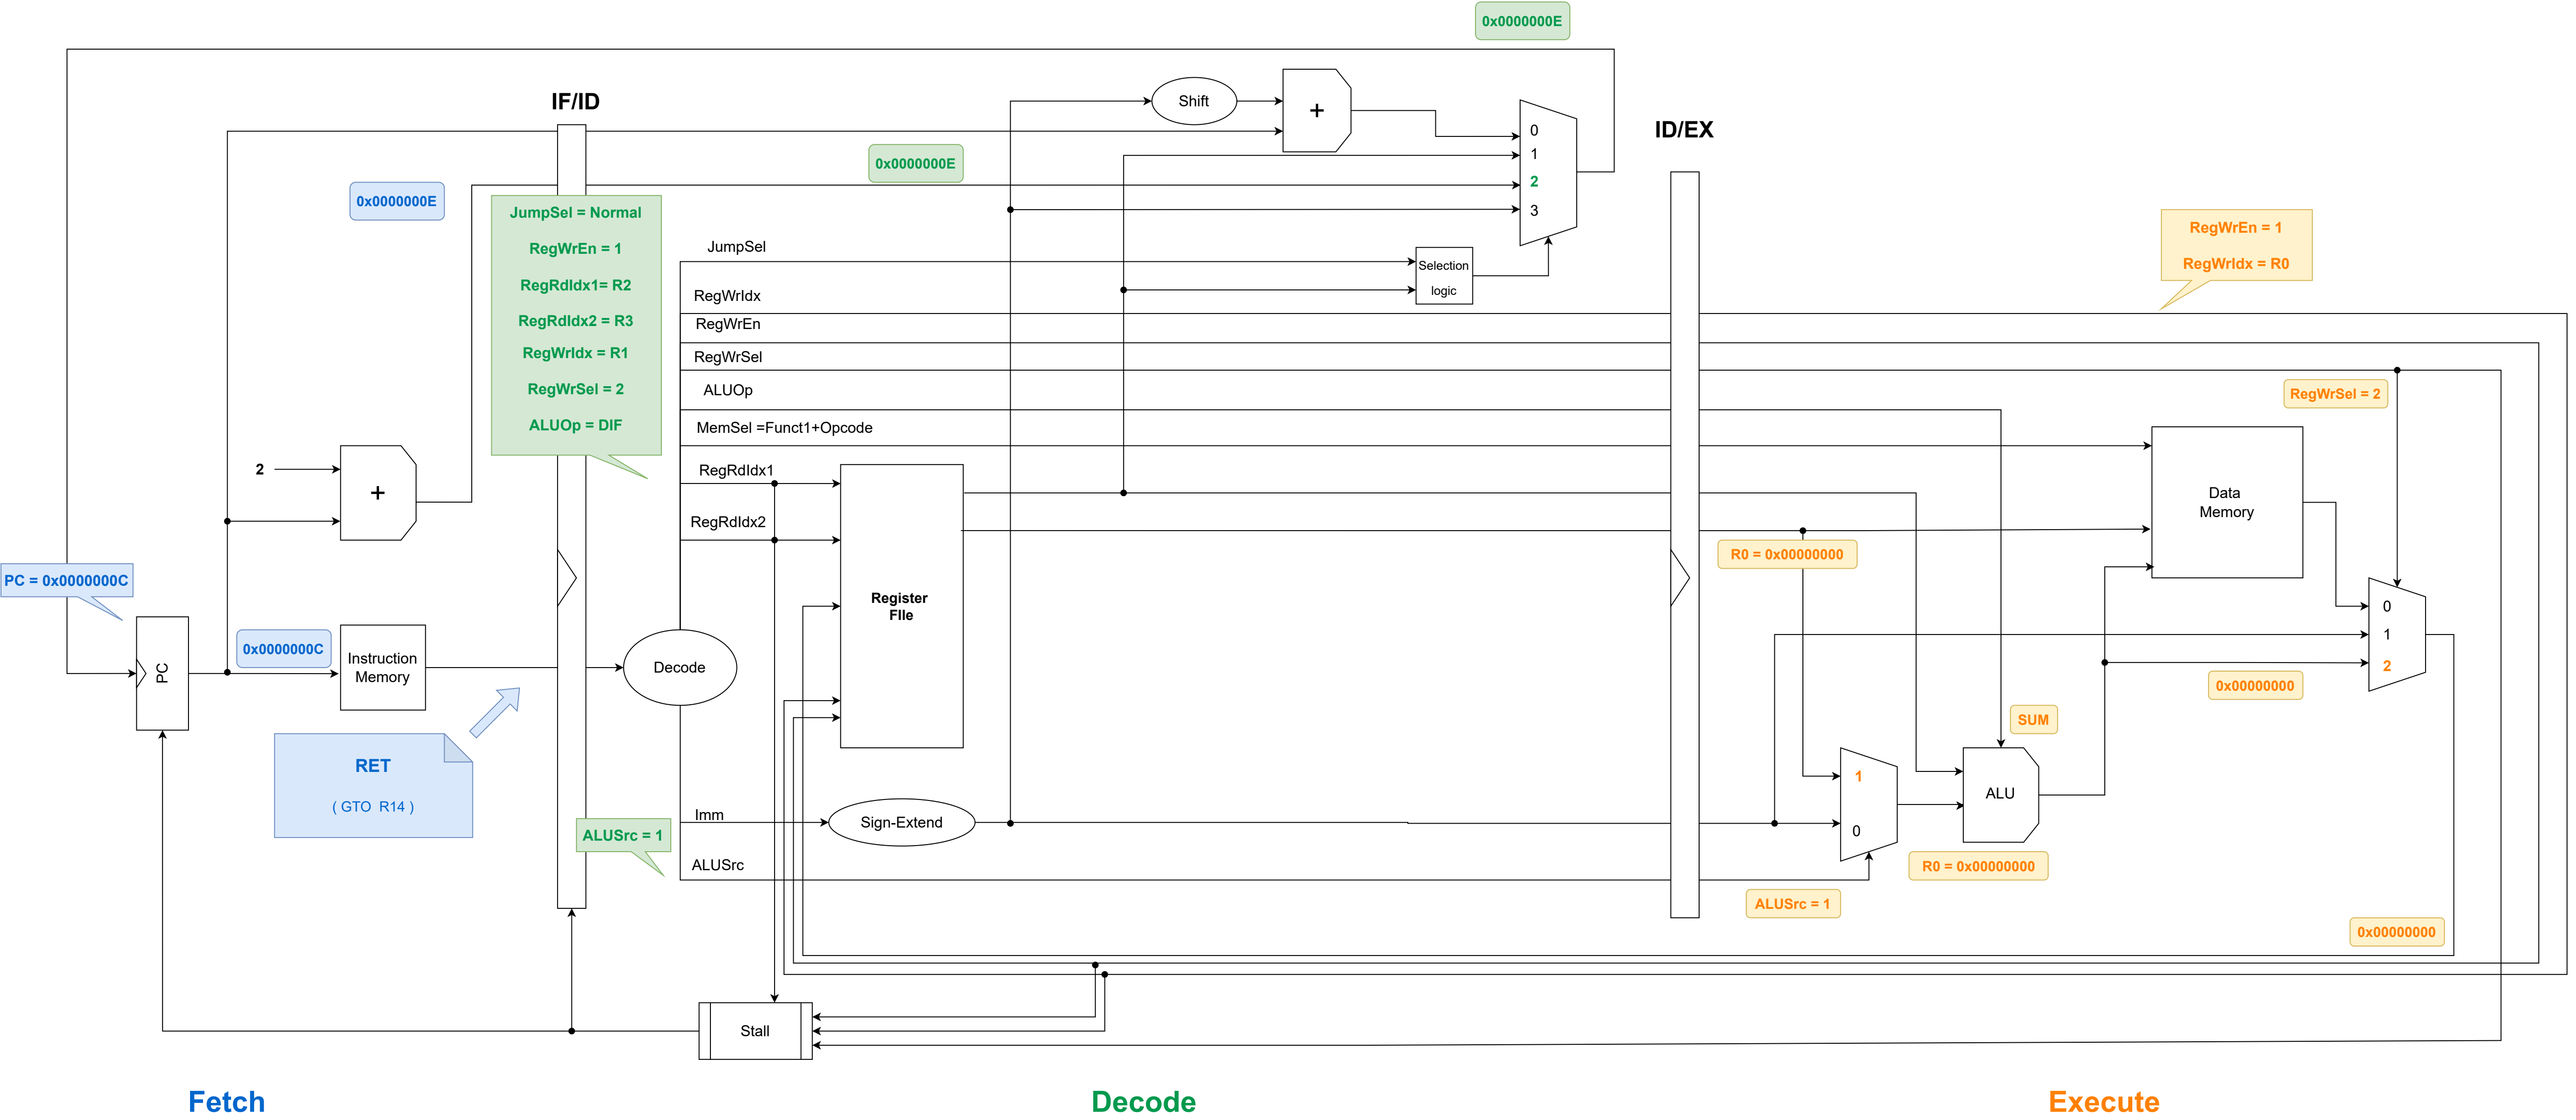 0x0000000E
IF/ID
Shift
+
0
1
2
3
ID/EX
0x0000000E
0x0000000E
JumpSel = Normal
RegWrEn = 1
RegRdIdx1= R2
RegRdIdx2 = R3
RegWrIdx = R1
RegWrSel = 2
ALUOp = DIF
JumpSel
Selection
logic
RegWrIdx
RegWrEn
RegWrSel
ALUOp
MemSel =Funct1+Opcode
RegRdIdx1
RegRdIdx2
RegWrEn = 1
RegWrIdx = R0
RegWrSel = 2
2
+
PC = 0x0000000C
PC
0x0000000C
Instruction
Memory
Decode
Register
FIle
R0 = 0x00000000
Data
Memory
0
1
2
0x00000000
RET
( GTO R14 )
SUM
1
0
ALU
ALUSrc = 1
Imm
Sign-Extend
ALUSrc
R0 = 0x00000000
ALUSrc = 1
0x00000000
Stall
Fetch
Decode
Execute